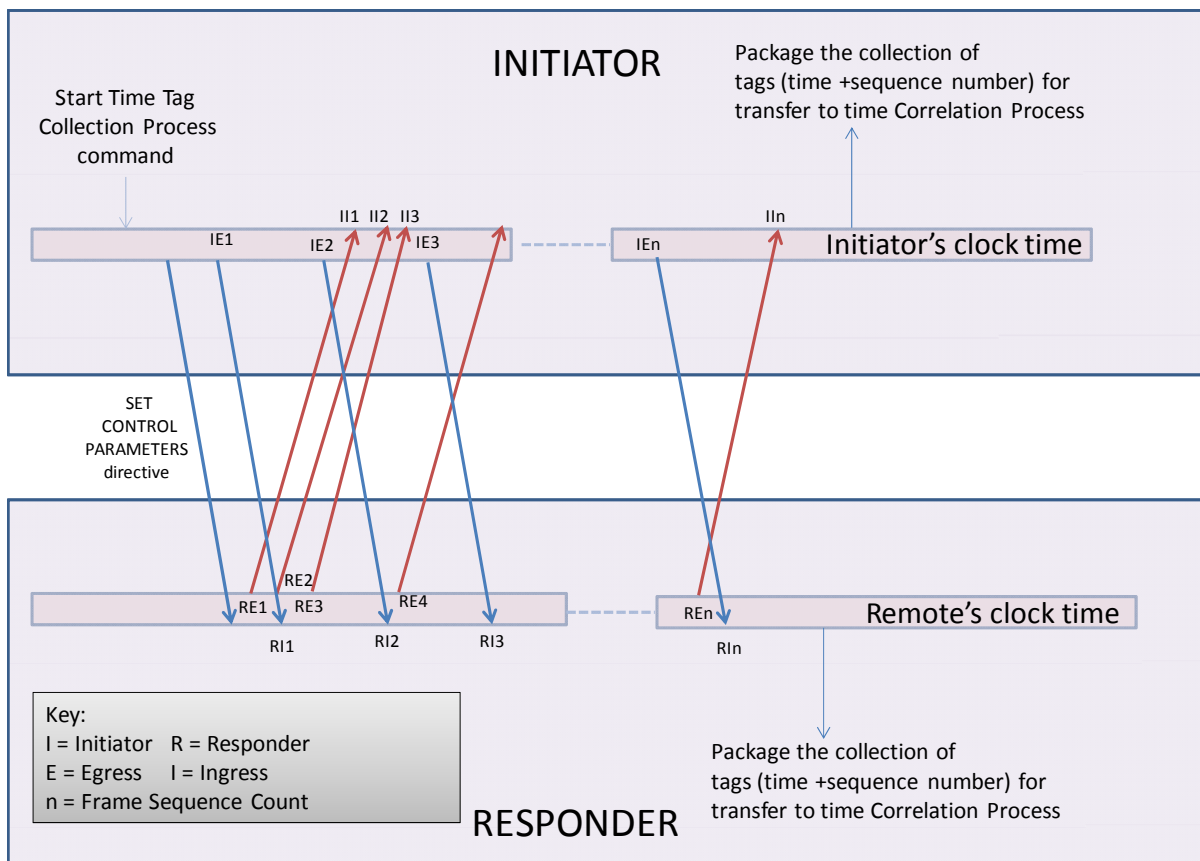 INITIATOR
Package the collection of
tags (time +sequence number) for
transfer to time Correlation Process
Start Time Tag
Collection Process
command
II1 II2 II3
IIn
IE1
IE2
IE3
IEn
Initiator's clock time
SET
CONTROL
PARAMETERS
directive
RE1
RE2
RE3
RE4
REn
Remote's clock time
RI1
RI2
RI3
RIn
Key:
I = Initiator R = Responder
E = Egress I = Ingress
n = Frame Sequence Count
Package the collection of
tags (time +sequence number) for
transfer to time Correlation Process
RESPONDER